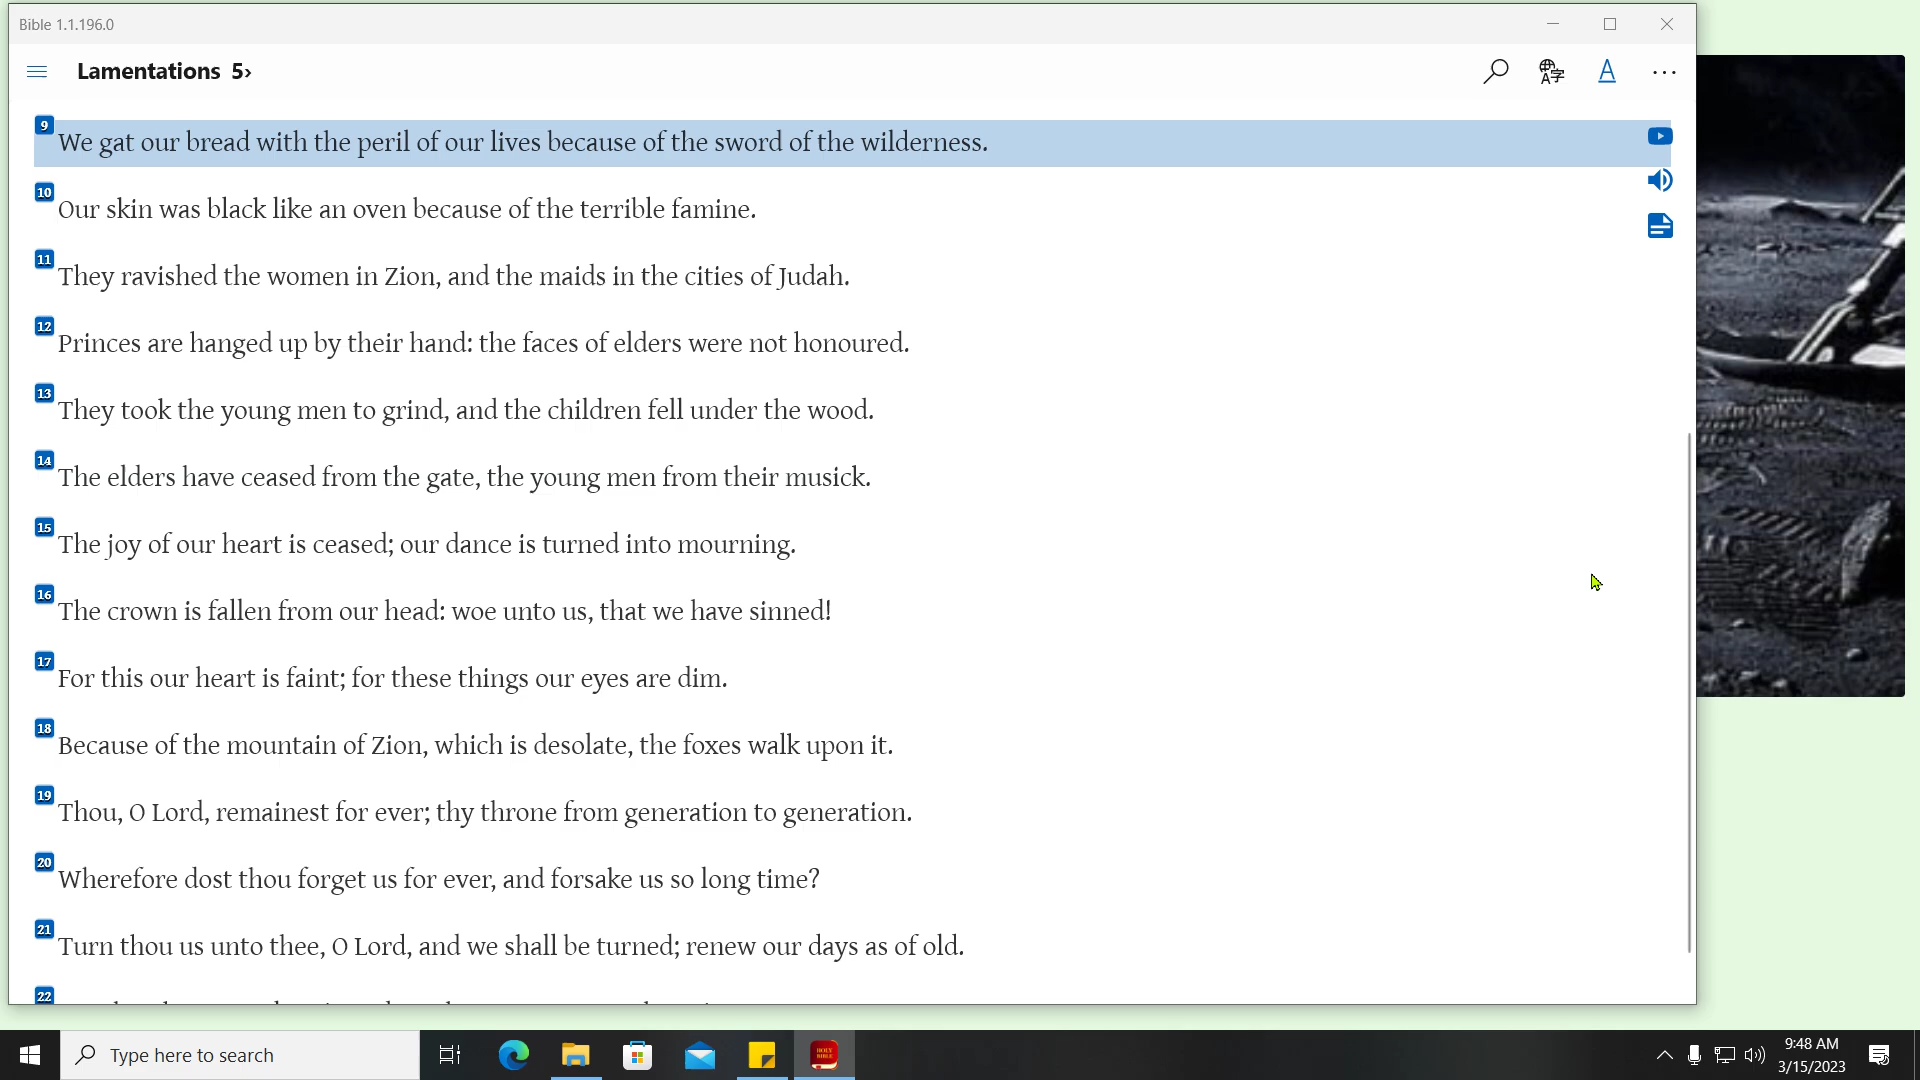 Bible 1.1.196.0
Lamentations 5›
9 We gat our bread with the peril of our lives because of the sword of the wilderness.
10 Our skin was black like an oven because of the terrible famine.
11 They ravished the women in Zion, and the maids in the cities of Judah.
12 Princes are hanged up by their hand: the faces of elders were not honoured.
13 They took the young men to grind, and the children fell under the wood.
14 The elders have ceased from the gate, the young men from their musick.
15 The joy of our heart is ceased; our dance is turned into mourning.
16 The crown is fallen from our head: woe unto us, that we have sinned!
17 For this our heart is faint; for these things our eyes are dim.
18 Because of the mountain of Zion, which is desolate, the foxes walk upon it.
19 Thou, O Lord, remainest for ever; thy throne from generation to generation.
20 Wherefore dost thou forget us for ever, and forsake us so long time?
21 Turn thou us unto thee, O Lord, and we shall be turned; renew our days as of old.
22
Type here to search
HOLY BIBLE
9:48 AM
3/15/2023